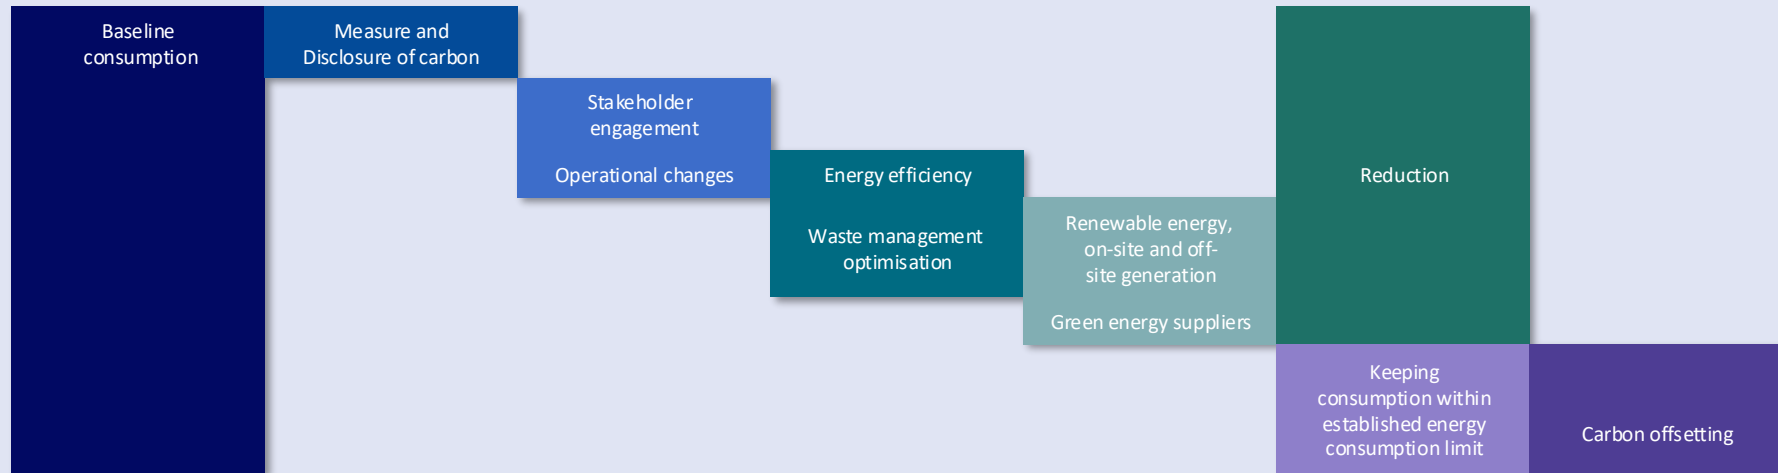 Baseline
consumption
Measure and
Disclosure of carbon
Stakeholder
engagement
Operational changes
Energy efficiency
Waste management
optimisation
Renewable energy,
on-site and off-
site generation
Green energy suppliers
Reduction
Keeping
consumption within
established energy
consumption limit
Carbon offsetting